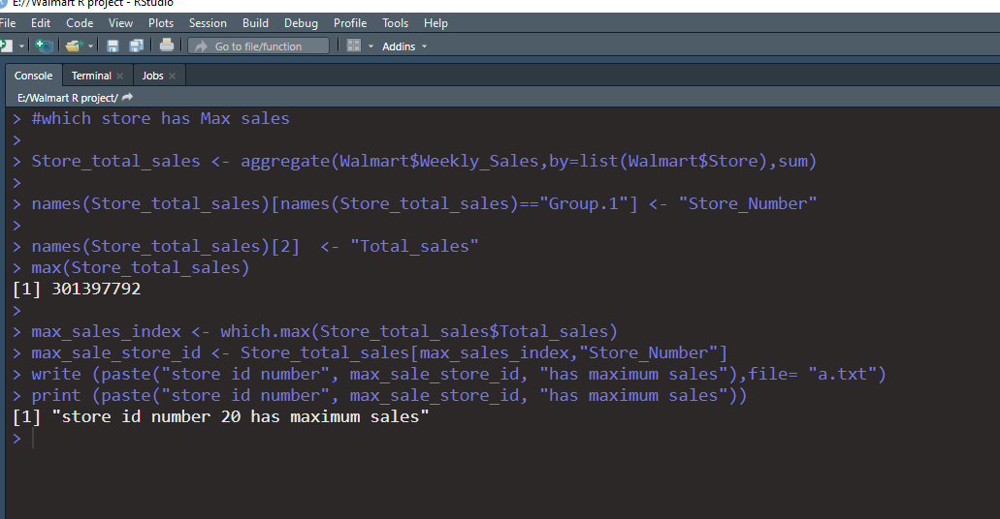 E://Walmart R project - RStudio
File Edit Code View Plots Session Build Debug Profile Tools Help
Go to file/function Addins
Console Terminal Jobs
E:/Walmart R project/
> #which store has Max sales
>
> Store_total_sales <- aggregate(Walmart$Weekly_Sales,by=list(Walmart$Store),sum)
>
> names(Store_total_sales)[names(Store_total_sales)=="Group.1"] <- "Store_Number"
>
> names(Store_total_sales)[2]  <- "Total_sales"
> max(Store_total_sales)
[1] 301397792
>
> max_sales_index <- which.max(Store_total_sales$Total_sales)
> max_sale_store_id <- Store_total_sales[max_sales_index,"Store_Number"]
> write (paste("store id number", max_sale_store_id, "has maximum sales"),file= "a.txt")
> print (paste("store id number", max_sale_store_id, "has maximum sales"))
[1] "store id number 20 has maximum sales"
>